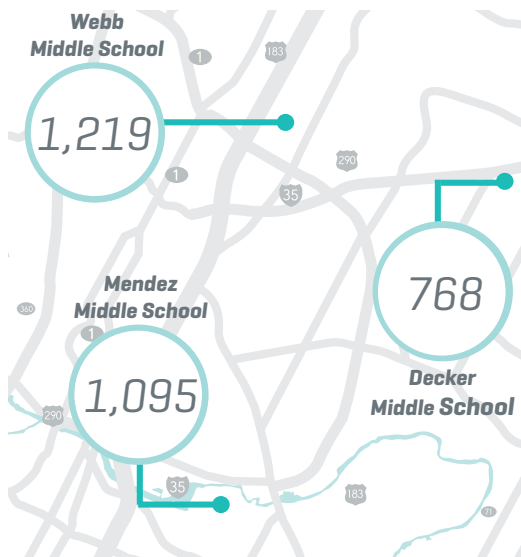 Webb
Middle School
1,219
1
183
1
290
35
768
Decker
Middle School
360
Mendez
Middle School
1
1,095
290
35
183
71